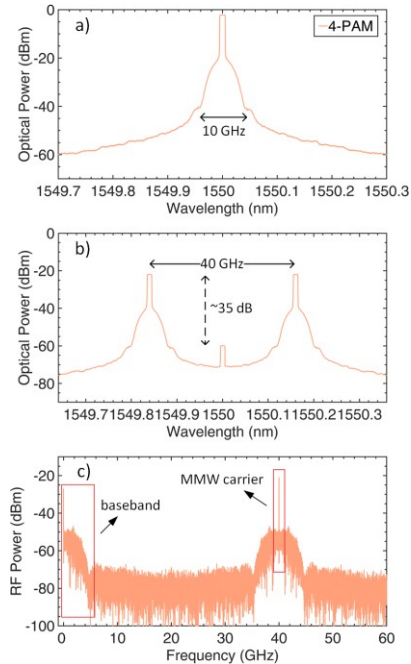 0
a)
4-PAM
-20
-40
10 GHz
-60
1549.7 1549.8 1549.9 1550 1550.1 1550.2 1550.3
Wavelength (nm)
Optical Power (dBm)
0
b)
-20
40 GHz
-40
~35 dB
-60
-80
1549.7 1549.8 1549.9 1550 1550.1 1550.2 1550.3
Wavelength (nm)
Optical Power (dBm)
c)
MMW carrier
-20
-40
baseband
-60
-80
-100
0 10 20 30 40 50 60
Frequency (GHz)
RF Power (dBm)